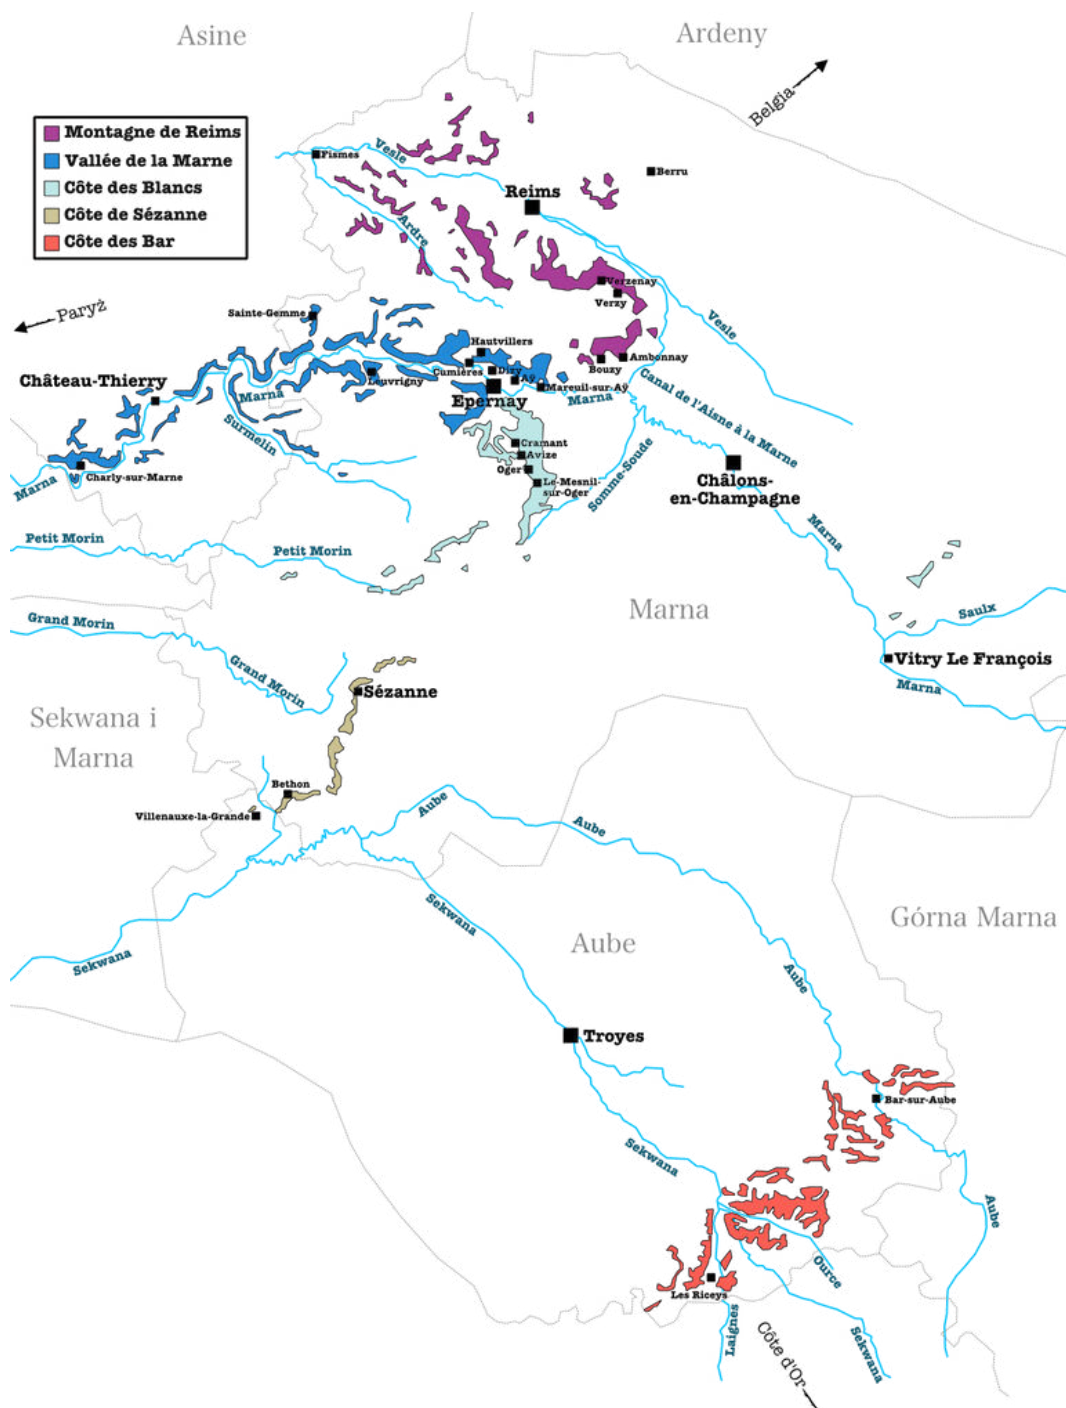 Asine
Ardeny
Belgia
Montagne de Reims
Vallée de la Marne
Côte des Blancs
Côte de Sézanne
Côte des Bar
Fismes
Vesle
Berru
Reims
Ardre
Verzenay
Verzy
Paryż
Sainte-Gemme
Vesle
Hautvillers
Ambonnay
Bouzy
Cumières
Dizy
Aÿ
Leuvrigny
Château-Thierry
Marna
Epernay
Mareuil-sur-Aÿ
Marna
Canal de l'Aisne à la Marne
Surmelin
Cramant
Avize
Oger
Le-Mesnil-
sur-Oger
Somme-Soude
Châlons-
en-Champagne
Charly-sur-Marne
Marna
Marna
Petit Morin
Petit Morin
Marna
Saulx
Grand Morin
Grand Morin
Vitry Le François
Marna
Sézanne
Sekwana i
Marna
Bethon
Villenauxe-la-Grande
Aube
Aube
Sekwana
Górna Marna
Aube
Sekwana
Aube
Troyes
Bar-sur-Aube
Sekwana
Aube
Ource
Les Riceys
Laignes
Sekwana
Côte d'Or